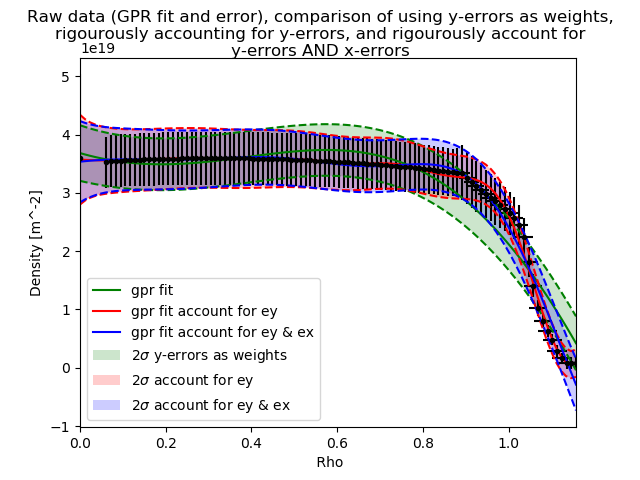 Raw data (GPR fit and error), comparison of using y-errors as weights,
rigourously accounting for y-errors, and rigourously account for
y-errors AND x-errors
1e19
5
4
3
2
1
0
−1
Density [m^-2]
gpr fit
gpr fit account for ey
gpr fit account for ey & ex
2σ y-errors as weights
2σ account for ey
2σ account for ey & ex
0.0 0.2 0.4 0.6 0.8 1.0
Rho